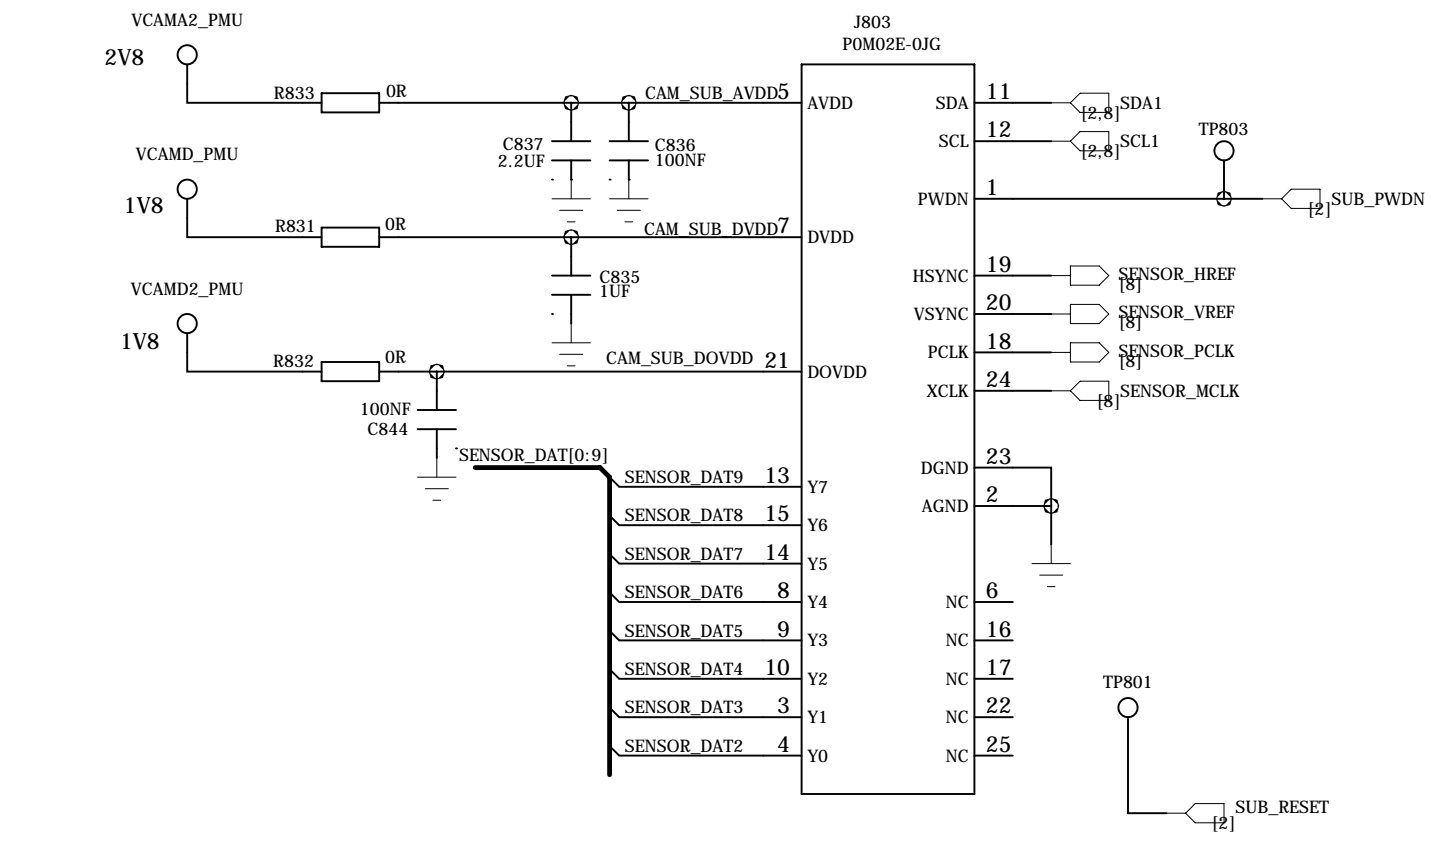 VCAMA2_PMU
2V8
R833
0R
CAM_SUB_AVDD
5
AVDD
C837
2.2UF
C836
100NF
VCAMD_PMU
1V8
R831
0R
CAM_SUB_DVDD
7
DVDD
C835
1UF
VCAMD2_PMU
1V8
R832
0R
CAM_SUB_DOVDD
21
DOVDD
100NF
C844
SENSOR_DAT[0:9]
SENSOR_DAT9
13
Y7
SENSOR_DAT8
15
Y6
SENSOR_DAT7
14
Y5
SENSOR_DAT6
8
Y4
SENSOR_DAT5
9
Y3
SENSOR_DAT4
10
Y2
SENSOR_DAT3
3
Y1
SENSOR_DAT2
4
Y0
J803
P0M02E-0JG
SDA
11
SDA1
[2,8]
SCL
12
SCL1
[2,8]
TP803
PWDN
1
SUB_PWDN
[2]
HSYNC
19
SENSOR_HREF
[8]
VSYNC
20
SENSOR_VREF
[8]
PCLK
18
SENSOR_PCLK
[8]
XCLK
24
SENSOR_MCLK
[8]
DGND
23
AGND
2
NC
6
NC
16
NC
17
NC
22
NC
25
TP801
SUB_RESET
[2]